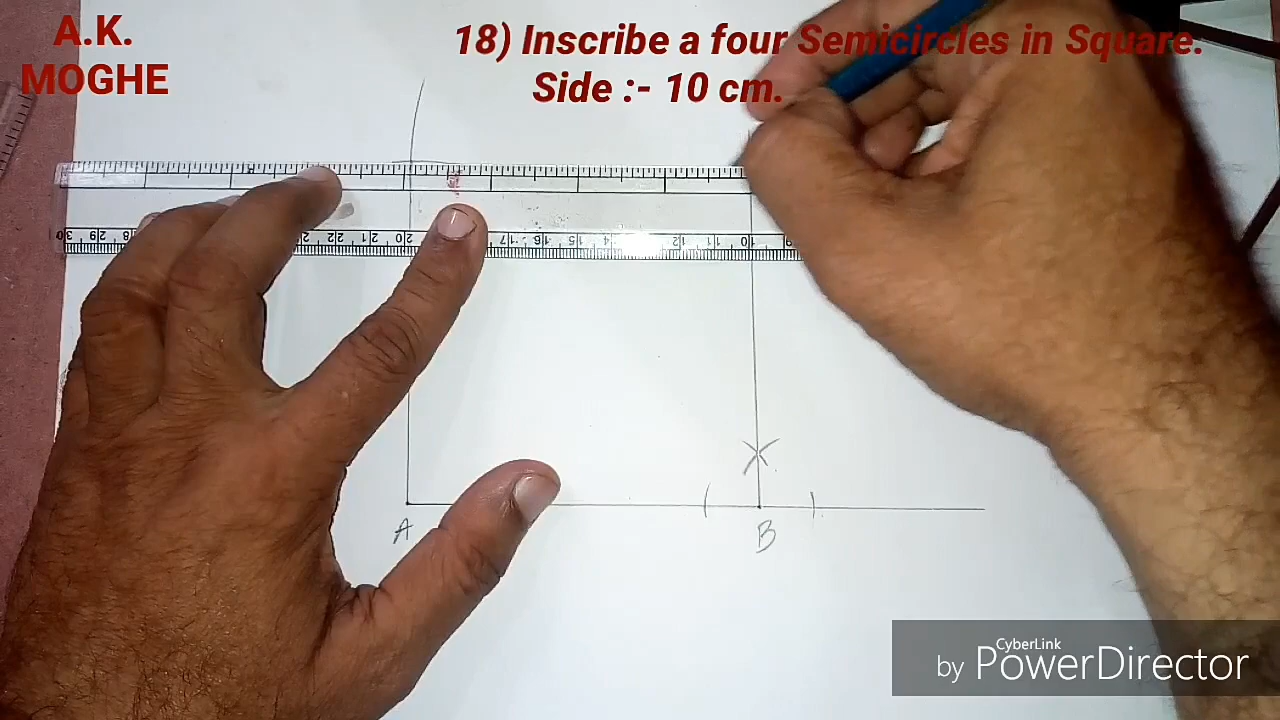 A.K.
MOGHE
18) Inscribe a four Semicircles in Square.
Side :- 10 cm.
A
B
CyberLink
by PowerDirector